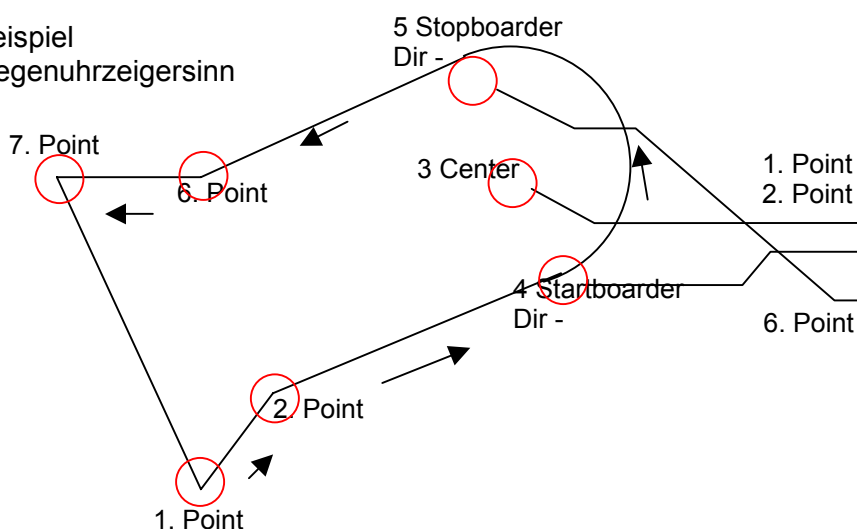 eispiel
egenuhrzeigersinn
5 Stopboarder
Dir -
7. Point
6. Point
3 Center
1. Point
2. Point
4 Startboarder
Dir -
6. Point
2. Point
1. Point